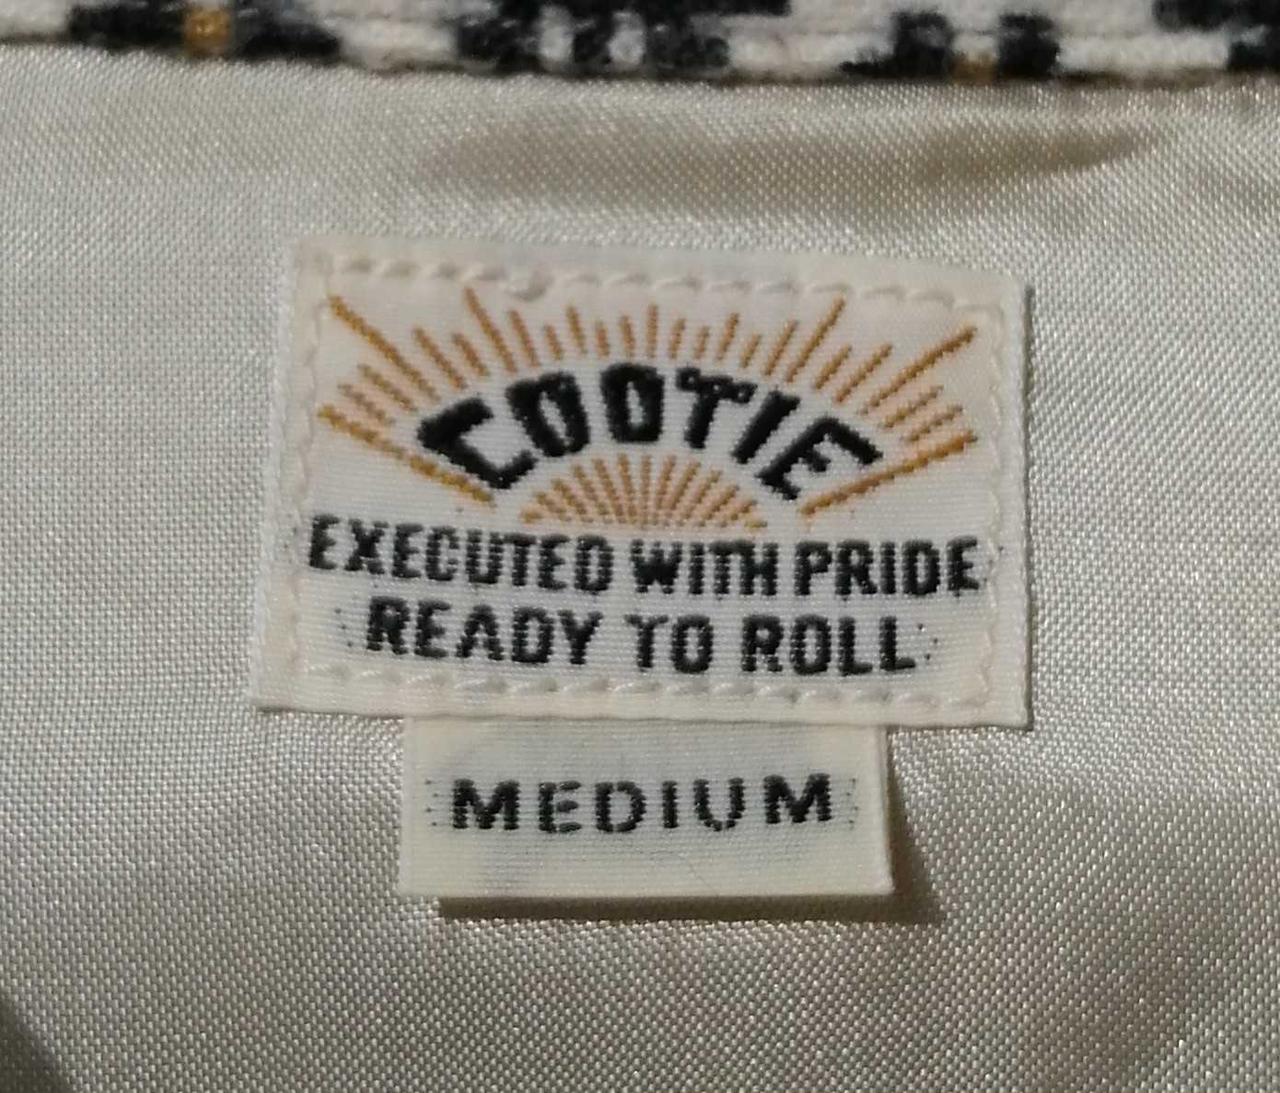 COOTIE
EXECUTED WITH PRIDE
READY TO ROLL
MEDIUM